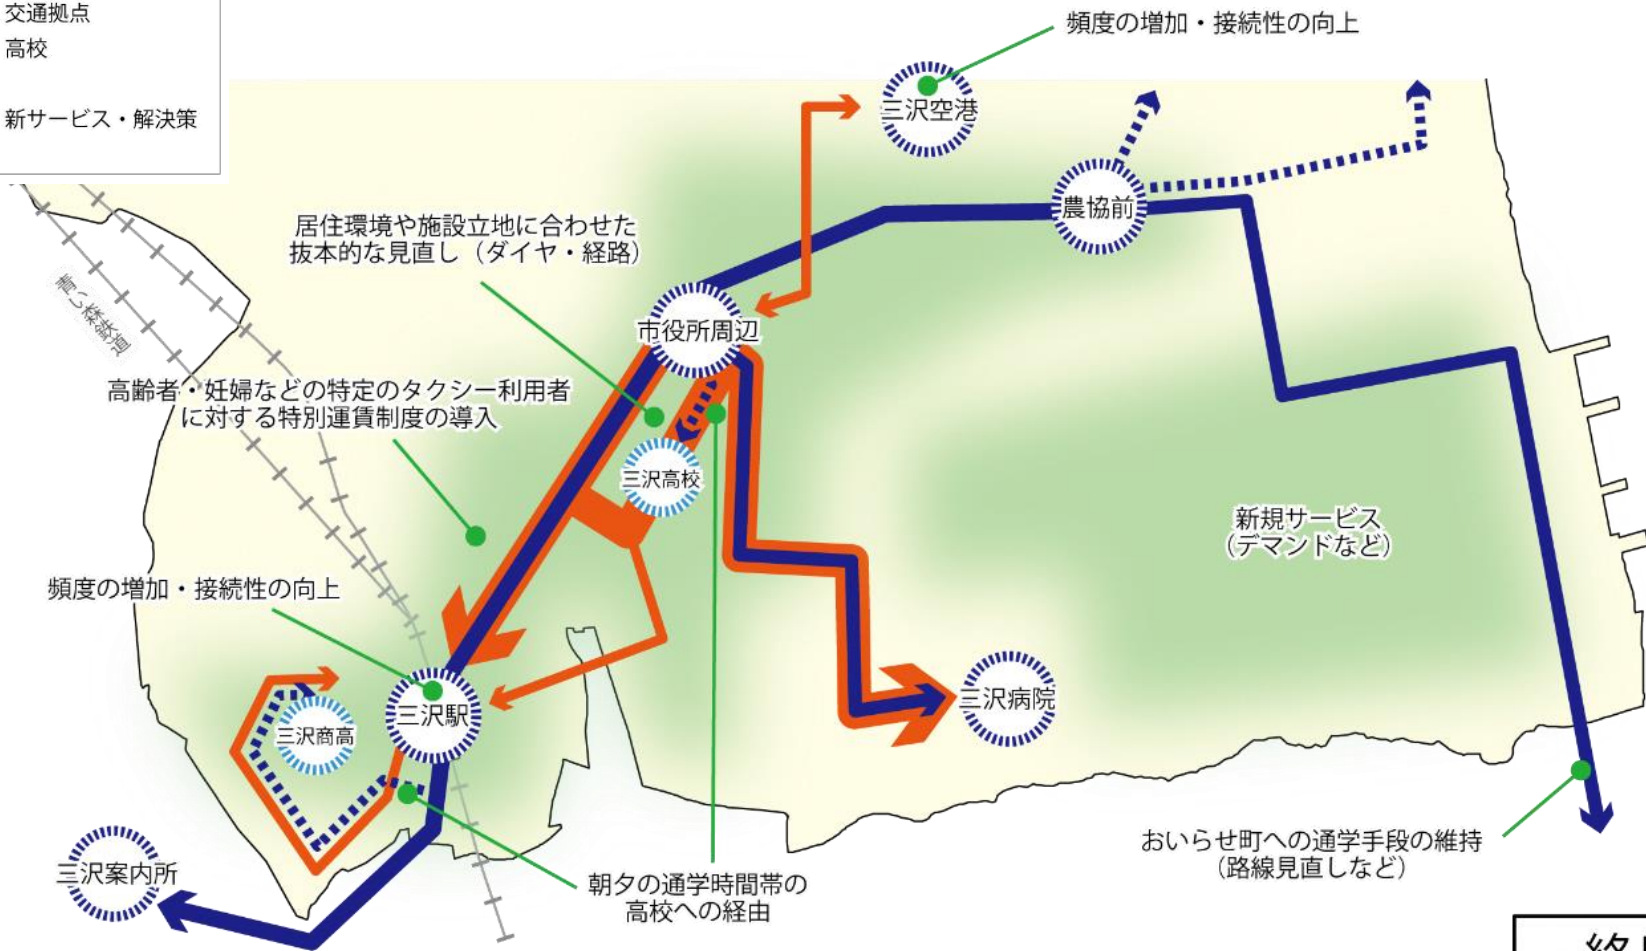 交通拠点
高校
新サービス・解決策
頻度の増加・接続性の向上
三沢空港
農協前
居住環境や施設立地に合わせた
抜本的な見直し（ダイヤ・経路）
青い森鉄道
市役所周辺
高齢者・妊婦などの特定のタクシー利用者
に対する特別運賃制度の導入
三沢高校
新規サービス
（デマンドなど）
頻度の増加・接続性の向上
三沢駅
三沢病院
三沢商高
おいらせ町への通学手段の維持
（路線見直しなど）
三沢案内所
朝夕の通学時間帯の
高校への経由